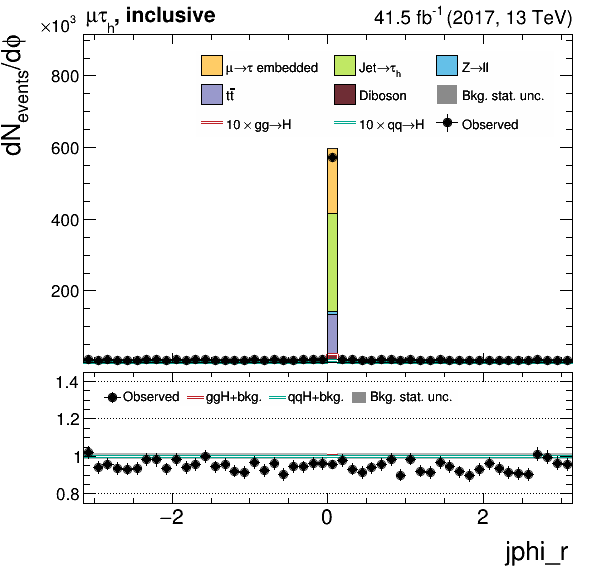 ×10³ μτₕ, inclusive 41.5 fb⁻¹ (2017, 13 TeV)
dN_events/dϕ
800
600
400
200
μ→τ embedded Jet→τₕ Z→ll
tt̄ Diboson Bkg. stat. unc.
10 × gg→H 10 × qq→H Observed
1.4
1.2
1
0.8
Observed ggH+bkg. qqH+bkg. Bkg. stat. unc.
−2 0 2
jphi_r